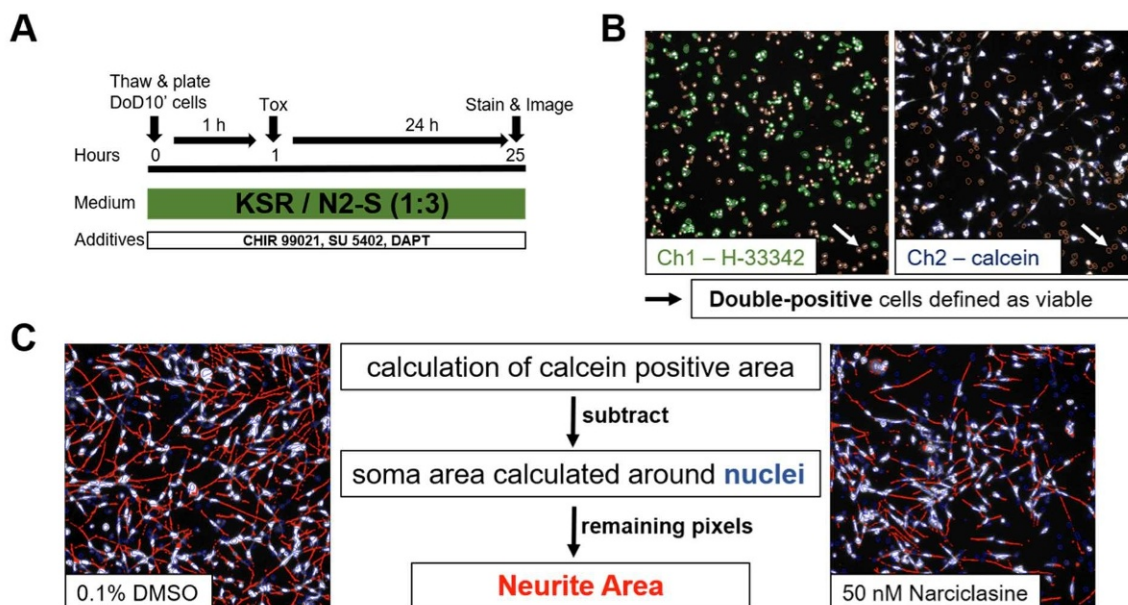 A
Thaw & plate
DoD10' cells
Tox
Stain & Image
1 h
24 h
Hours
0
1
25
Medium
KSR / N2-S (1:3)
Additives
CHIR 99021, SU 5402, DAPT
B
Ch1 – H-33342
Ch2 – calcein
Double-positive cells defined as viable
C
calculation of calcein positive area
subtract
soma area calculated around nuclei
remaining pixels
Neurite Area
0.1% DMSO
50 nM Narciclasine